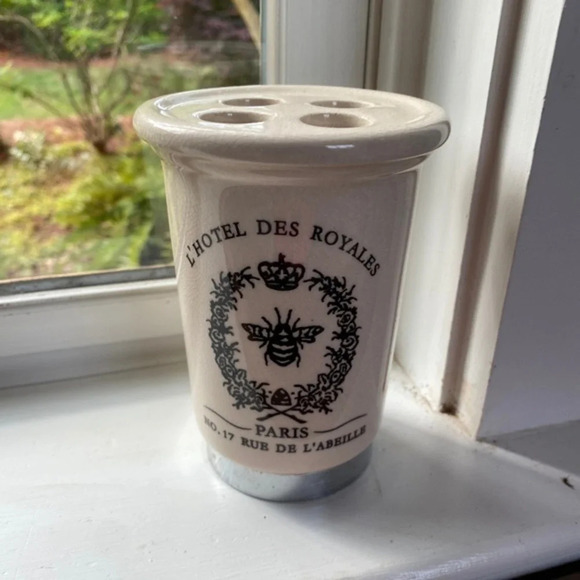 L'HOTEL DES ROYALES
PARIS
NO. 17 RUE DE L'ABEILLE